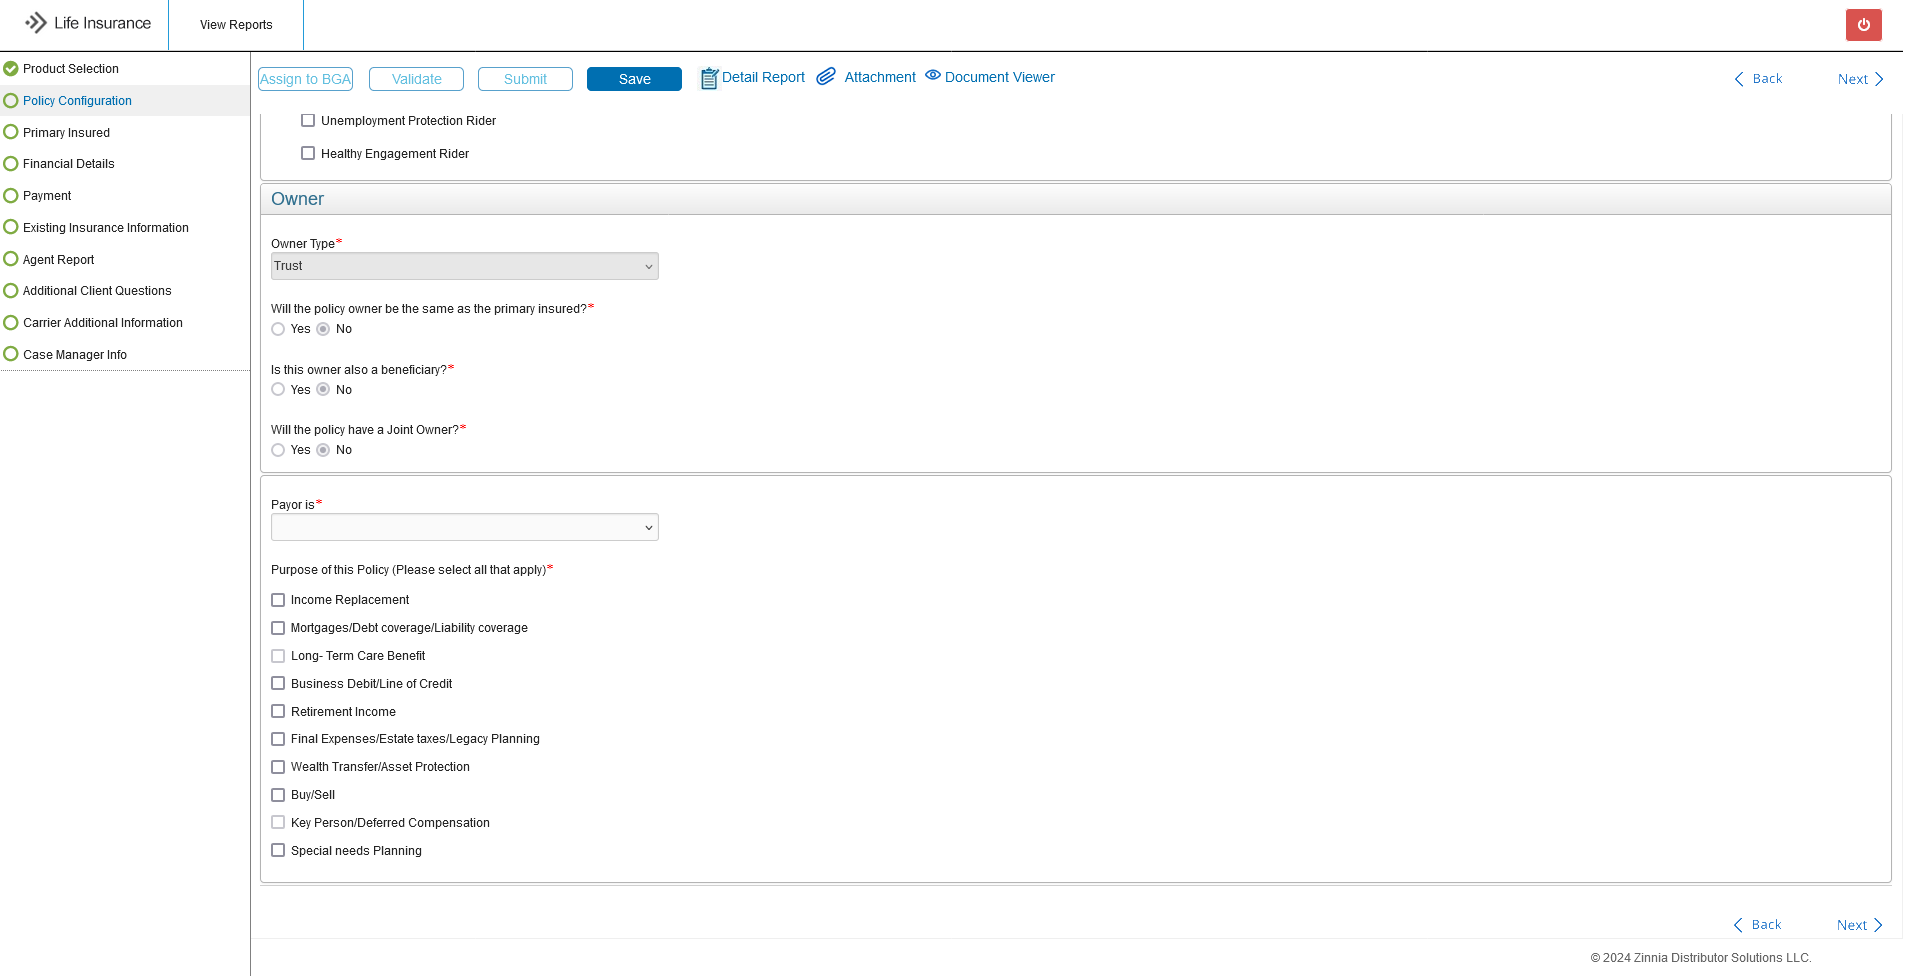 Life Insurance
View Reports
Product Selection
Policy Configuration
Primary Insured
Financial Details
Payment
Existing Insurance Information
Agent Report
Additional Client Questions
Carrier Additional Information
Case Manager Info
Assign to BGA
Validate
Submit
Save
Detail Report
Attachment
Document Viewer
Back
Next
Unemployment Protection Rider
Healthy Engagement Rider
Owner
Owner Type*
Trust
Will the policy owner be the same as the primary insured?*
Yes No
Is this owner also a beneficiary?*
Yes No
Will the policy have a Joint Owner?*
Yes No
Payor is*
Purpose of this Policy (Please select all that apply)*
Income Replacement
Mortgages/Debt coverage/Liability coverage
Long- Term Care Benefit
Business Debit/Line of Credit
Retirement Income
Final Expenses/Estate taxes/Legacy Planning
Wealth Transfer/Asset Protection
Buy/Sell
Key Person/Deferred Compensation
Special needs Planning
Back
Next
© 2024 Zinnia Distributor Solutions LLC.